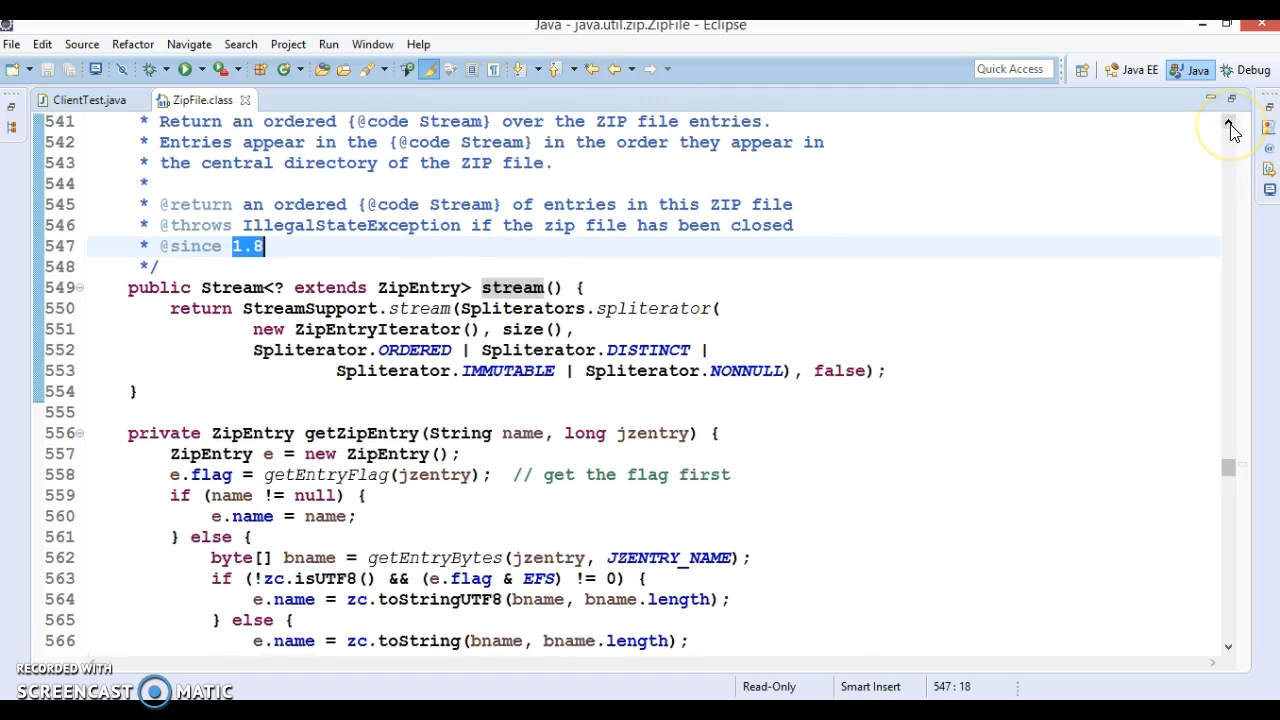 Java - java.util.zip.ZipFile - Eclipse
File Edit Source Refactor Navigate Search Project Run Window Help
Quick Access Java EE Java Debug
ClientTest.java ZipFile.class
541 * Return an ordered {@code Stream} over the ZIP file entries.
542 * Entries appear in the {@code Stream} in the order they appear in
543 * the central directory of the ZIP file.
544 *
545 * @return an ordered {@code Stream} of entries in this ZIP file
546 * @throws IllegalStateException if the zip file has been closed
547 * @since 1.8
548 */
549 public Stream<? extends ZipEntry> stream() {
550 return StreamSupport.stream(Spliterators.spliterator(
551 new ZipEntryIterator(), size(),
552 Spliterator.ORDERED | Spliterator.DISTINCT |
553 Spliterator.IMMUTABLE | Spliterator.NONNULL), false);
554 }
555
556 private ZipEntry getZipEntry(String name, long jzentry) {
557 ZipEntry e = new ZipEntry();
558 e.flag = getEntryFlag(jzentry); // get the flag first
559 if (name != null) {
560 e.name = name;
561 } else {
562 byte[] bname = getEntryBytes(jzentry, JZENTRY_NAME);
563 if (!zc.isUTF8() && (e.flag & EFS) != 0) {
564 e.name = zc.toStringUTF8(bname, bname.length);
565 } else {
566 e.name = zc.toString(bname, bname.length);
RECORDED WITH
SCREENCAST MATIC
Read-Only Smart Insert 547 : 18